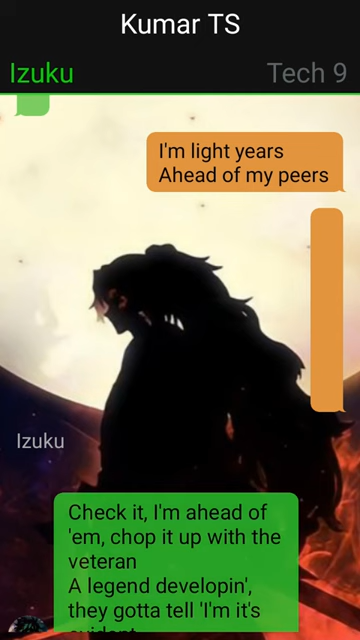 Kumar TS
Izuku
Tech 9
I'm light years
Ahead of my peers
Izuku
Check it, I'm ahead of
'em, chop it up with the
veteran
A legend developin',
they gotta tell 'I'm it's